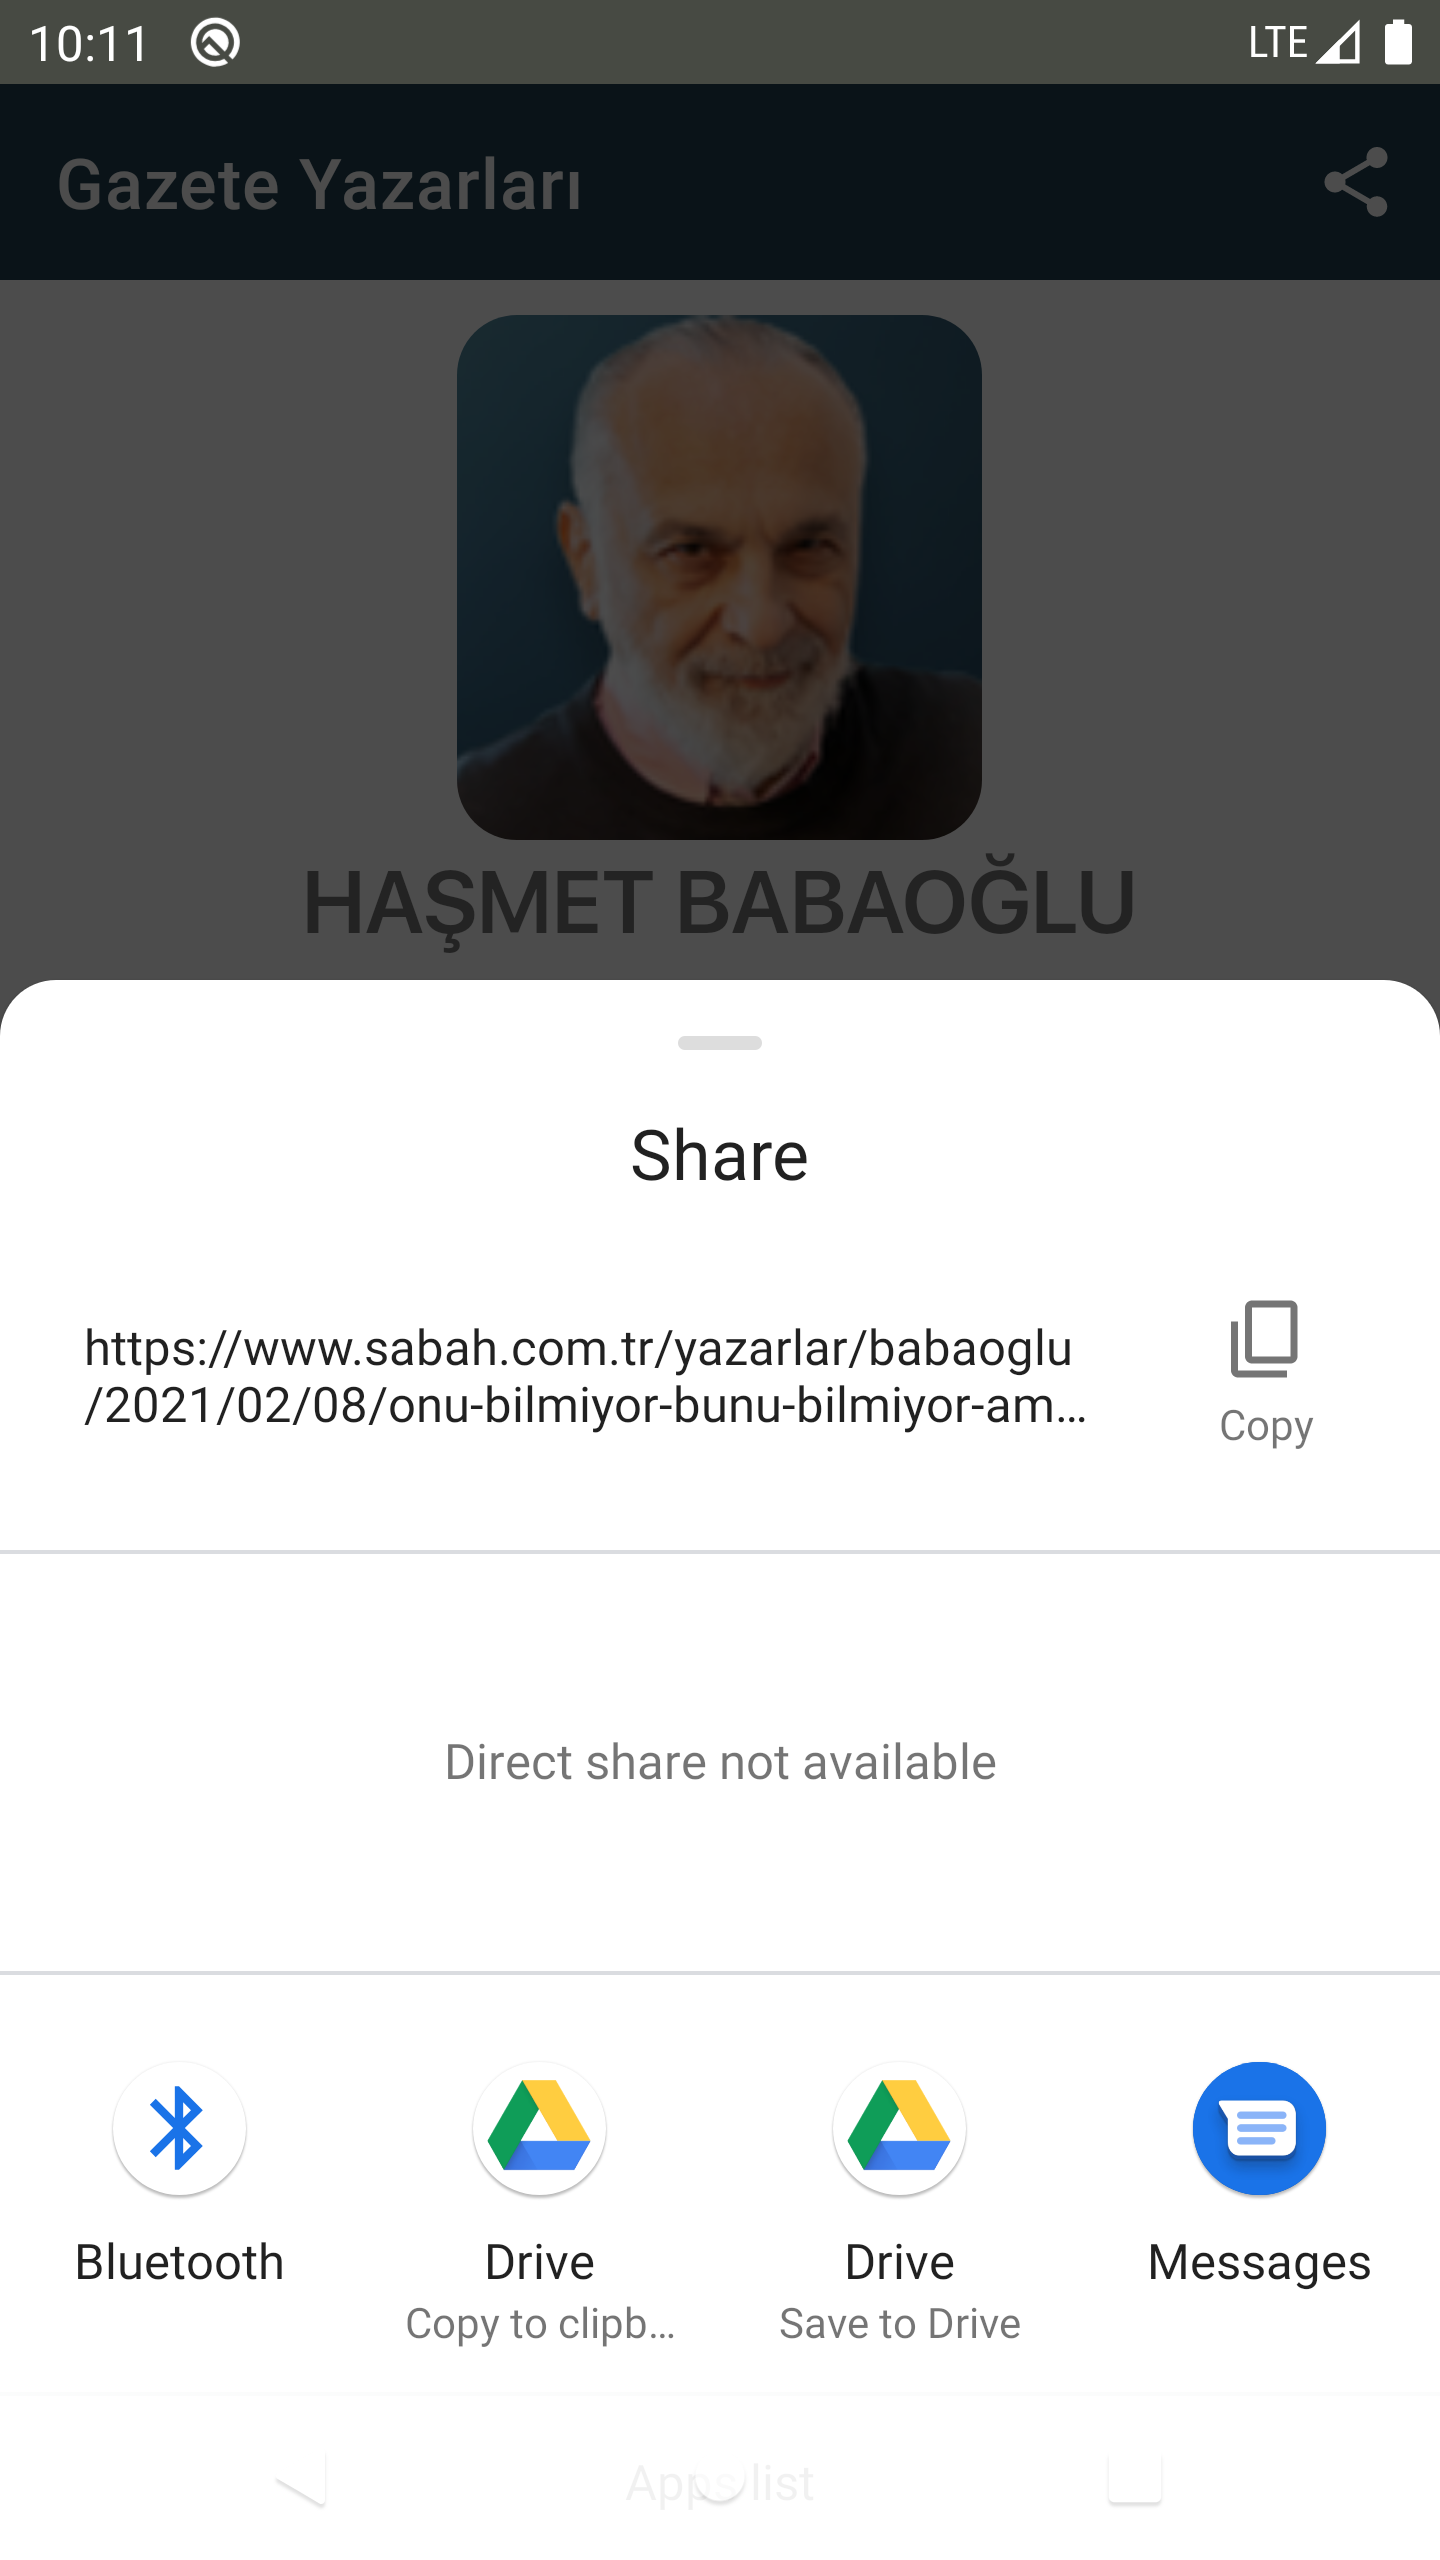 10:11
LTE
Gazete Yazarları
HAŞMET BABAOĞLU
Share
https://www.sabah.com.tr/yazarlar/babaoglu
/2021/02/08/onu-bilmiyor-bunu-bilmiyor-am…
Copy
Direct share not available
Bluetooth
Drive
Drive
Messages
Copy to clipb…
Save to Drive
Apps list